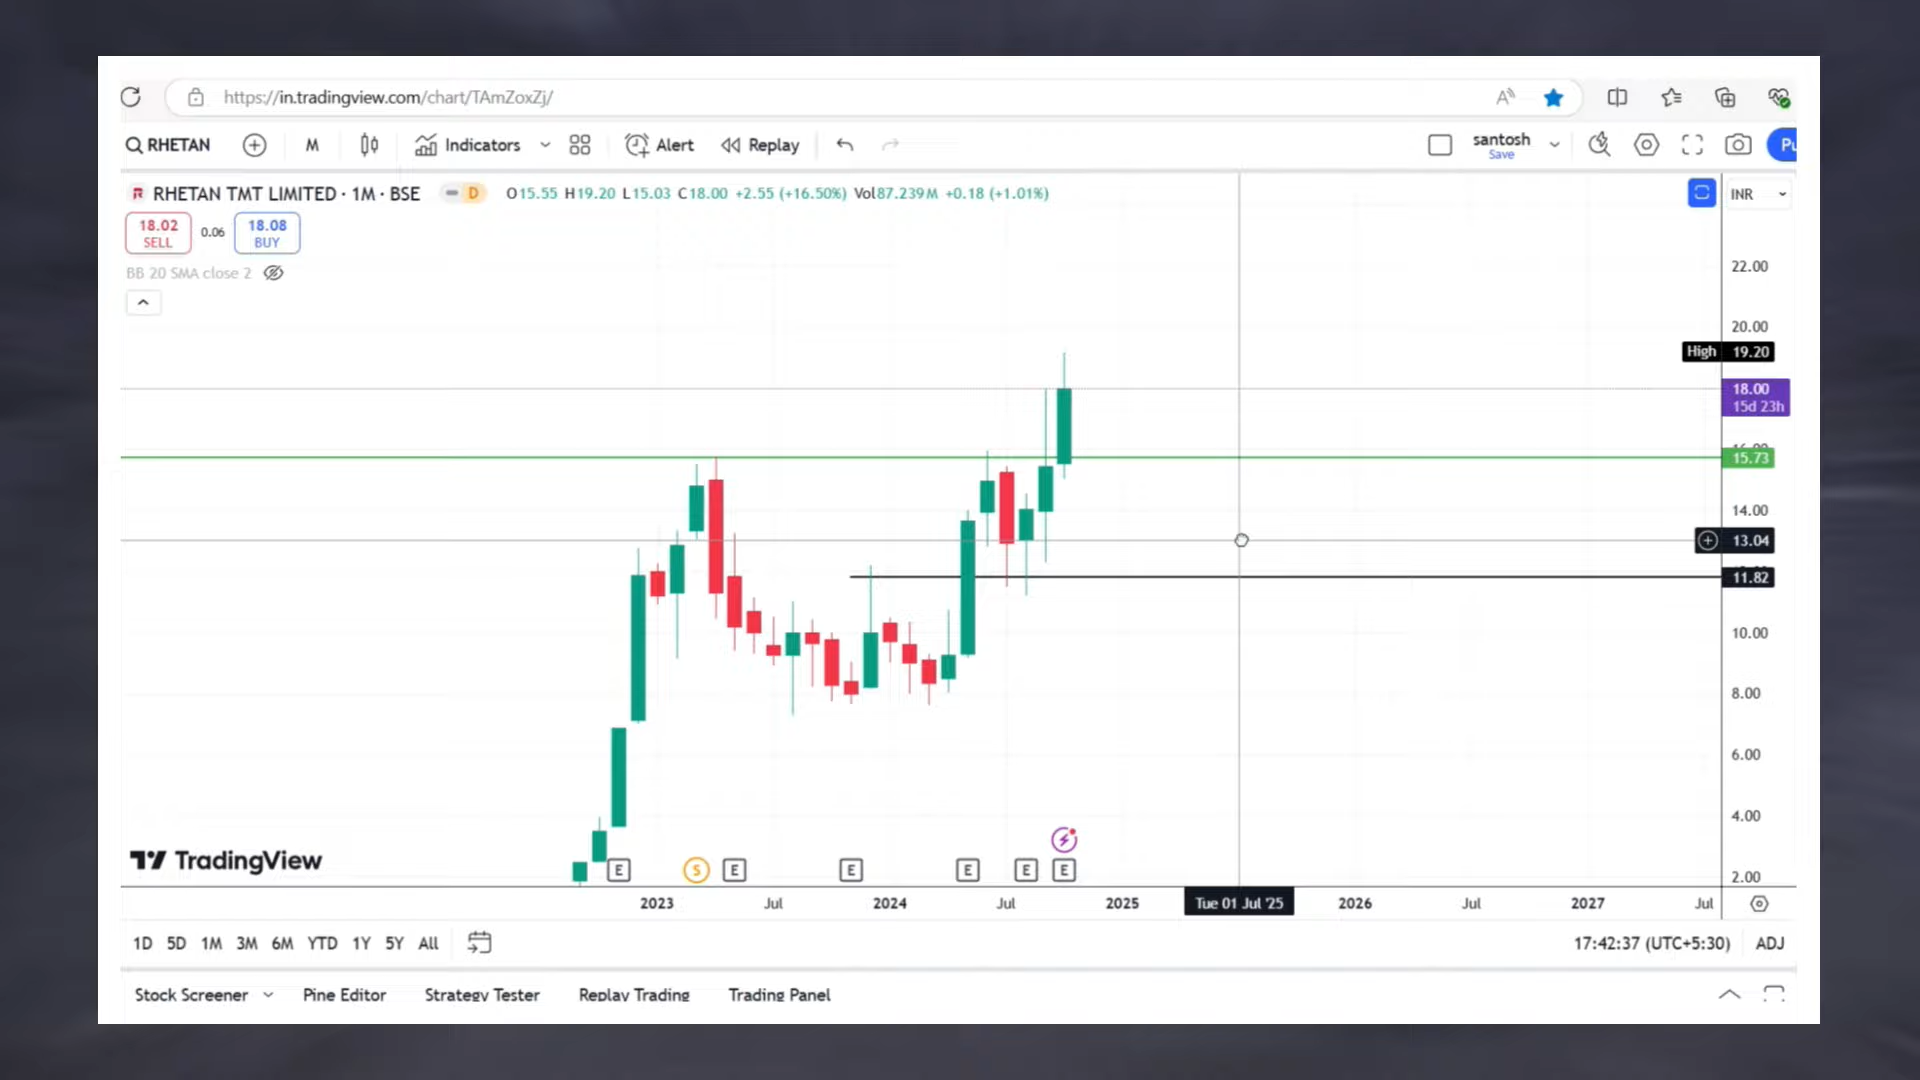 https://in.tradingview.com/chart/TAmZoxZj/
RHETAN M Indicators Alert Replay santosh
Save
RHETAN TMT LIMITED · 1M · BSE D O15.55 H19.20 L15.03 C18.00 +2.55 (+16.50%) Vol87.239M +0.18 (+1.01%) INR
18.02 0.06 18.08
SELL BUY
BB 20 SMA close 2
22.00
20.00
High 19.20
18.00
15d 23h
15.73
14.00
13.04
11.82
10.00
8.00
6.00
4.00
TradingView
E S E E E E E
2.00
2023 Jul 2024 Jul 2025 Tue 01 Jul '25 2026 Jul 2027 Jul
1D 5D 1M 3M 6M YTD 1Y 5Y All 17:42:37 (UTC+5:30) ADJ
Stock Screener Pine Editor Strategy Tester Replay Trading Trading Panel